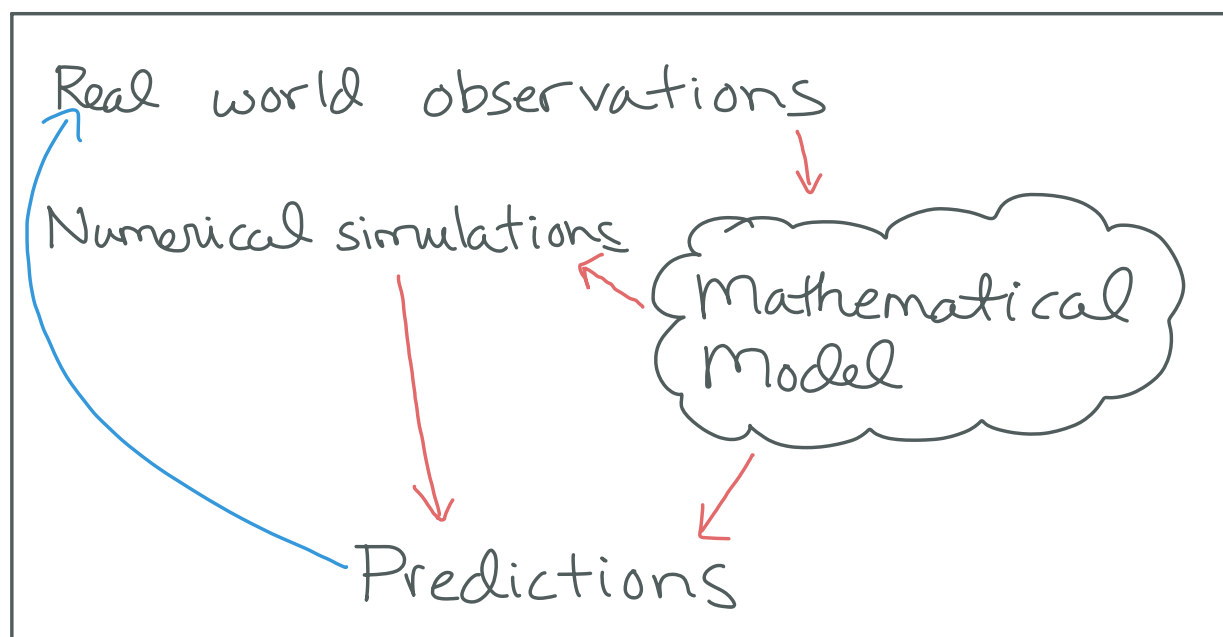 Real world observations
Numerical simulations
Mathematical
Model
Predictions